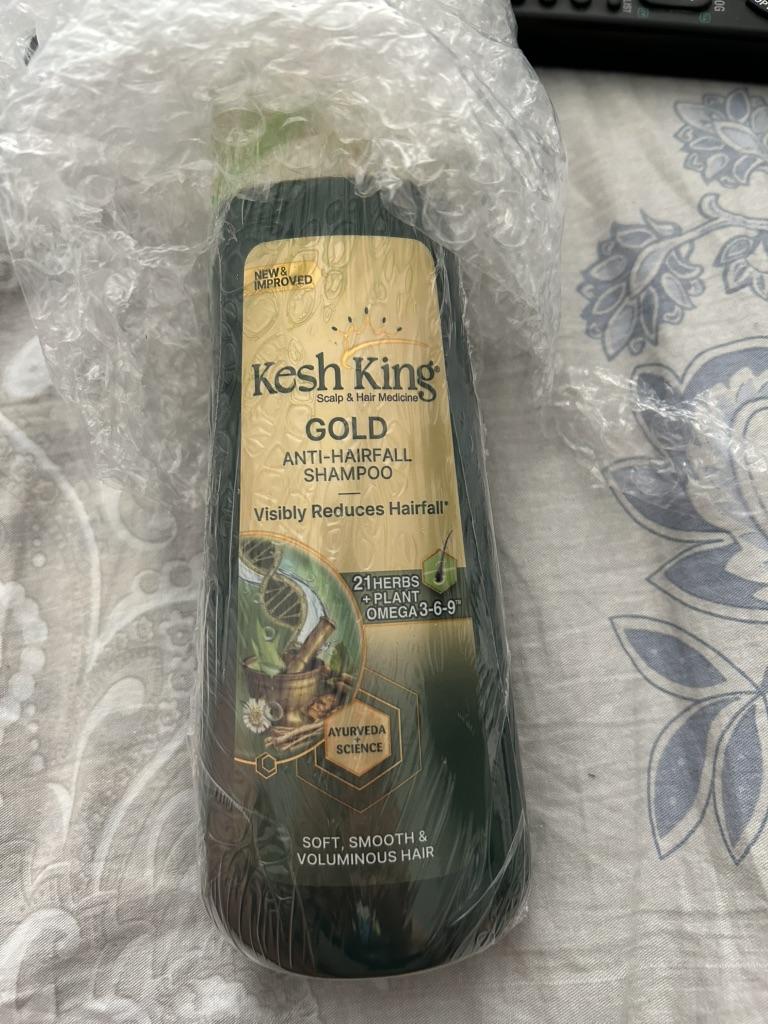 NEW &
IMPROVED
Kesh King®
Scalp & Hair Medicine
GOLD
ANTI-HAIRFALL
SHAMPOO
Visibly Reduces Hairfall*
21 HERBS
+ PLANT
OMEGA 3-6-9™
AYURVEDA
+
SCIENCE
SOFT, SMOOTH &
VOLUMINOUS HAIR